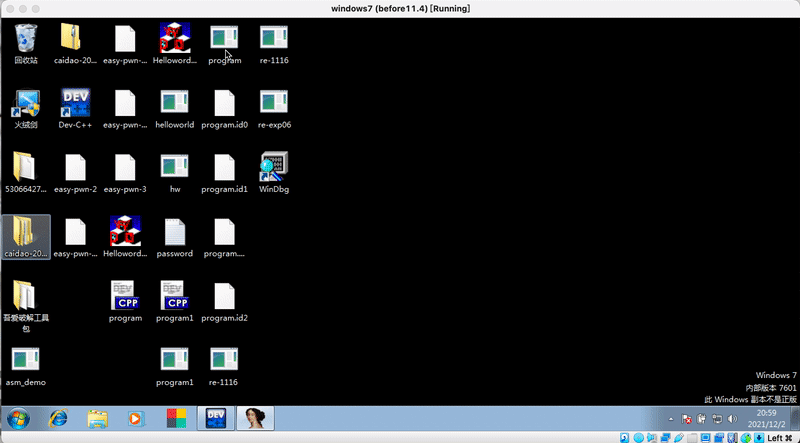 windows7 (before11.4) [Running]
回收站
caidao-20...
easy-pwn-...
Helloword...
program
re-1116
火绒剑
Dev-C++
easy-pwn-...
helloworld
program.id0
re-exp06
53066427...
easy-pwn-2
easy-pwn-3
hw
program.id1
WinDbg
caidao-20...
easy-pwn-...
Helloword...
password
program....
吾爱破解工具
包
program
program1
program.id2
asm_demo
program1
re-1116
Windows 7
内部版本 7601
此 Windows 副本不是正版
20:59
2021/12/2
Left ⌘